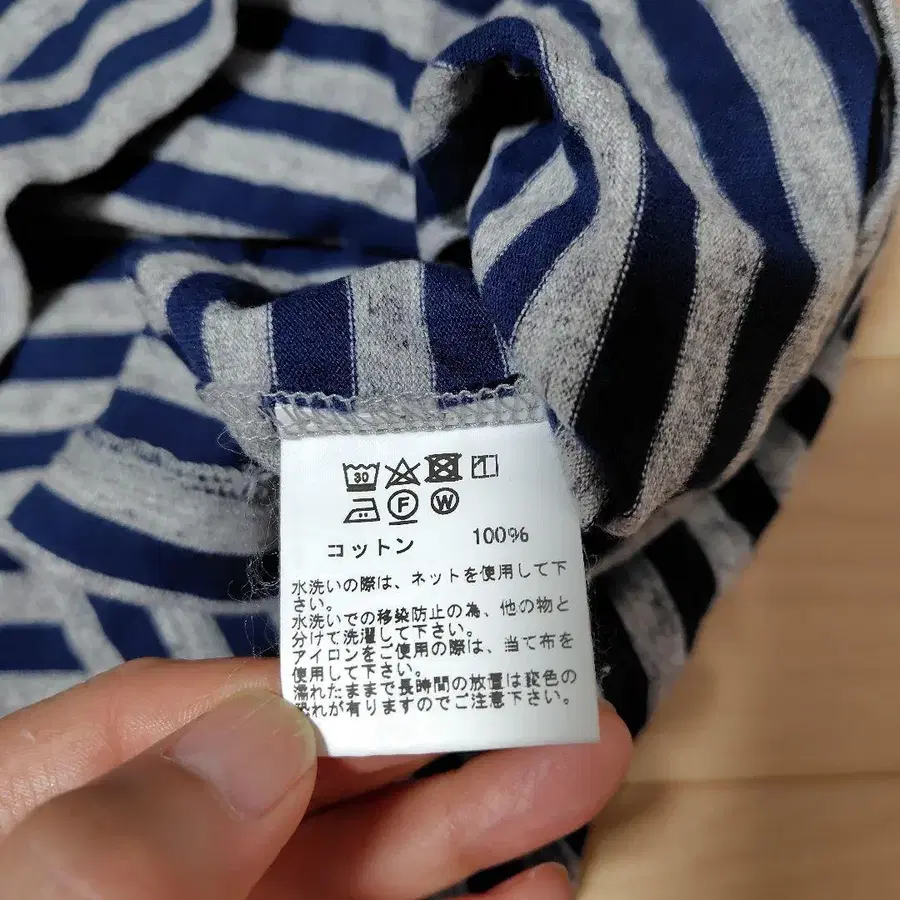 30
F W
コットン 100%
水洗いの際は、ネットを使用して下
さい。
水洗いでの移染防止の為、他の物と
分けて洗濯して下さい。
アイロンをご使用の際は、当て布を
使用して下さい。
濡れたままで長時間の放置は変色の
恐れが有りますのでご注意下さい。